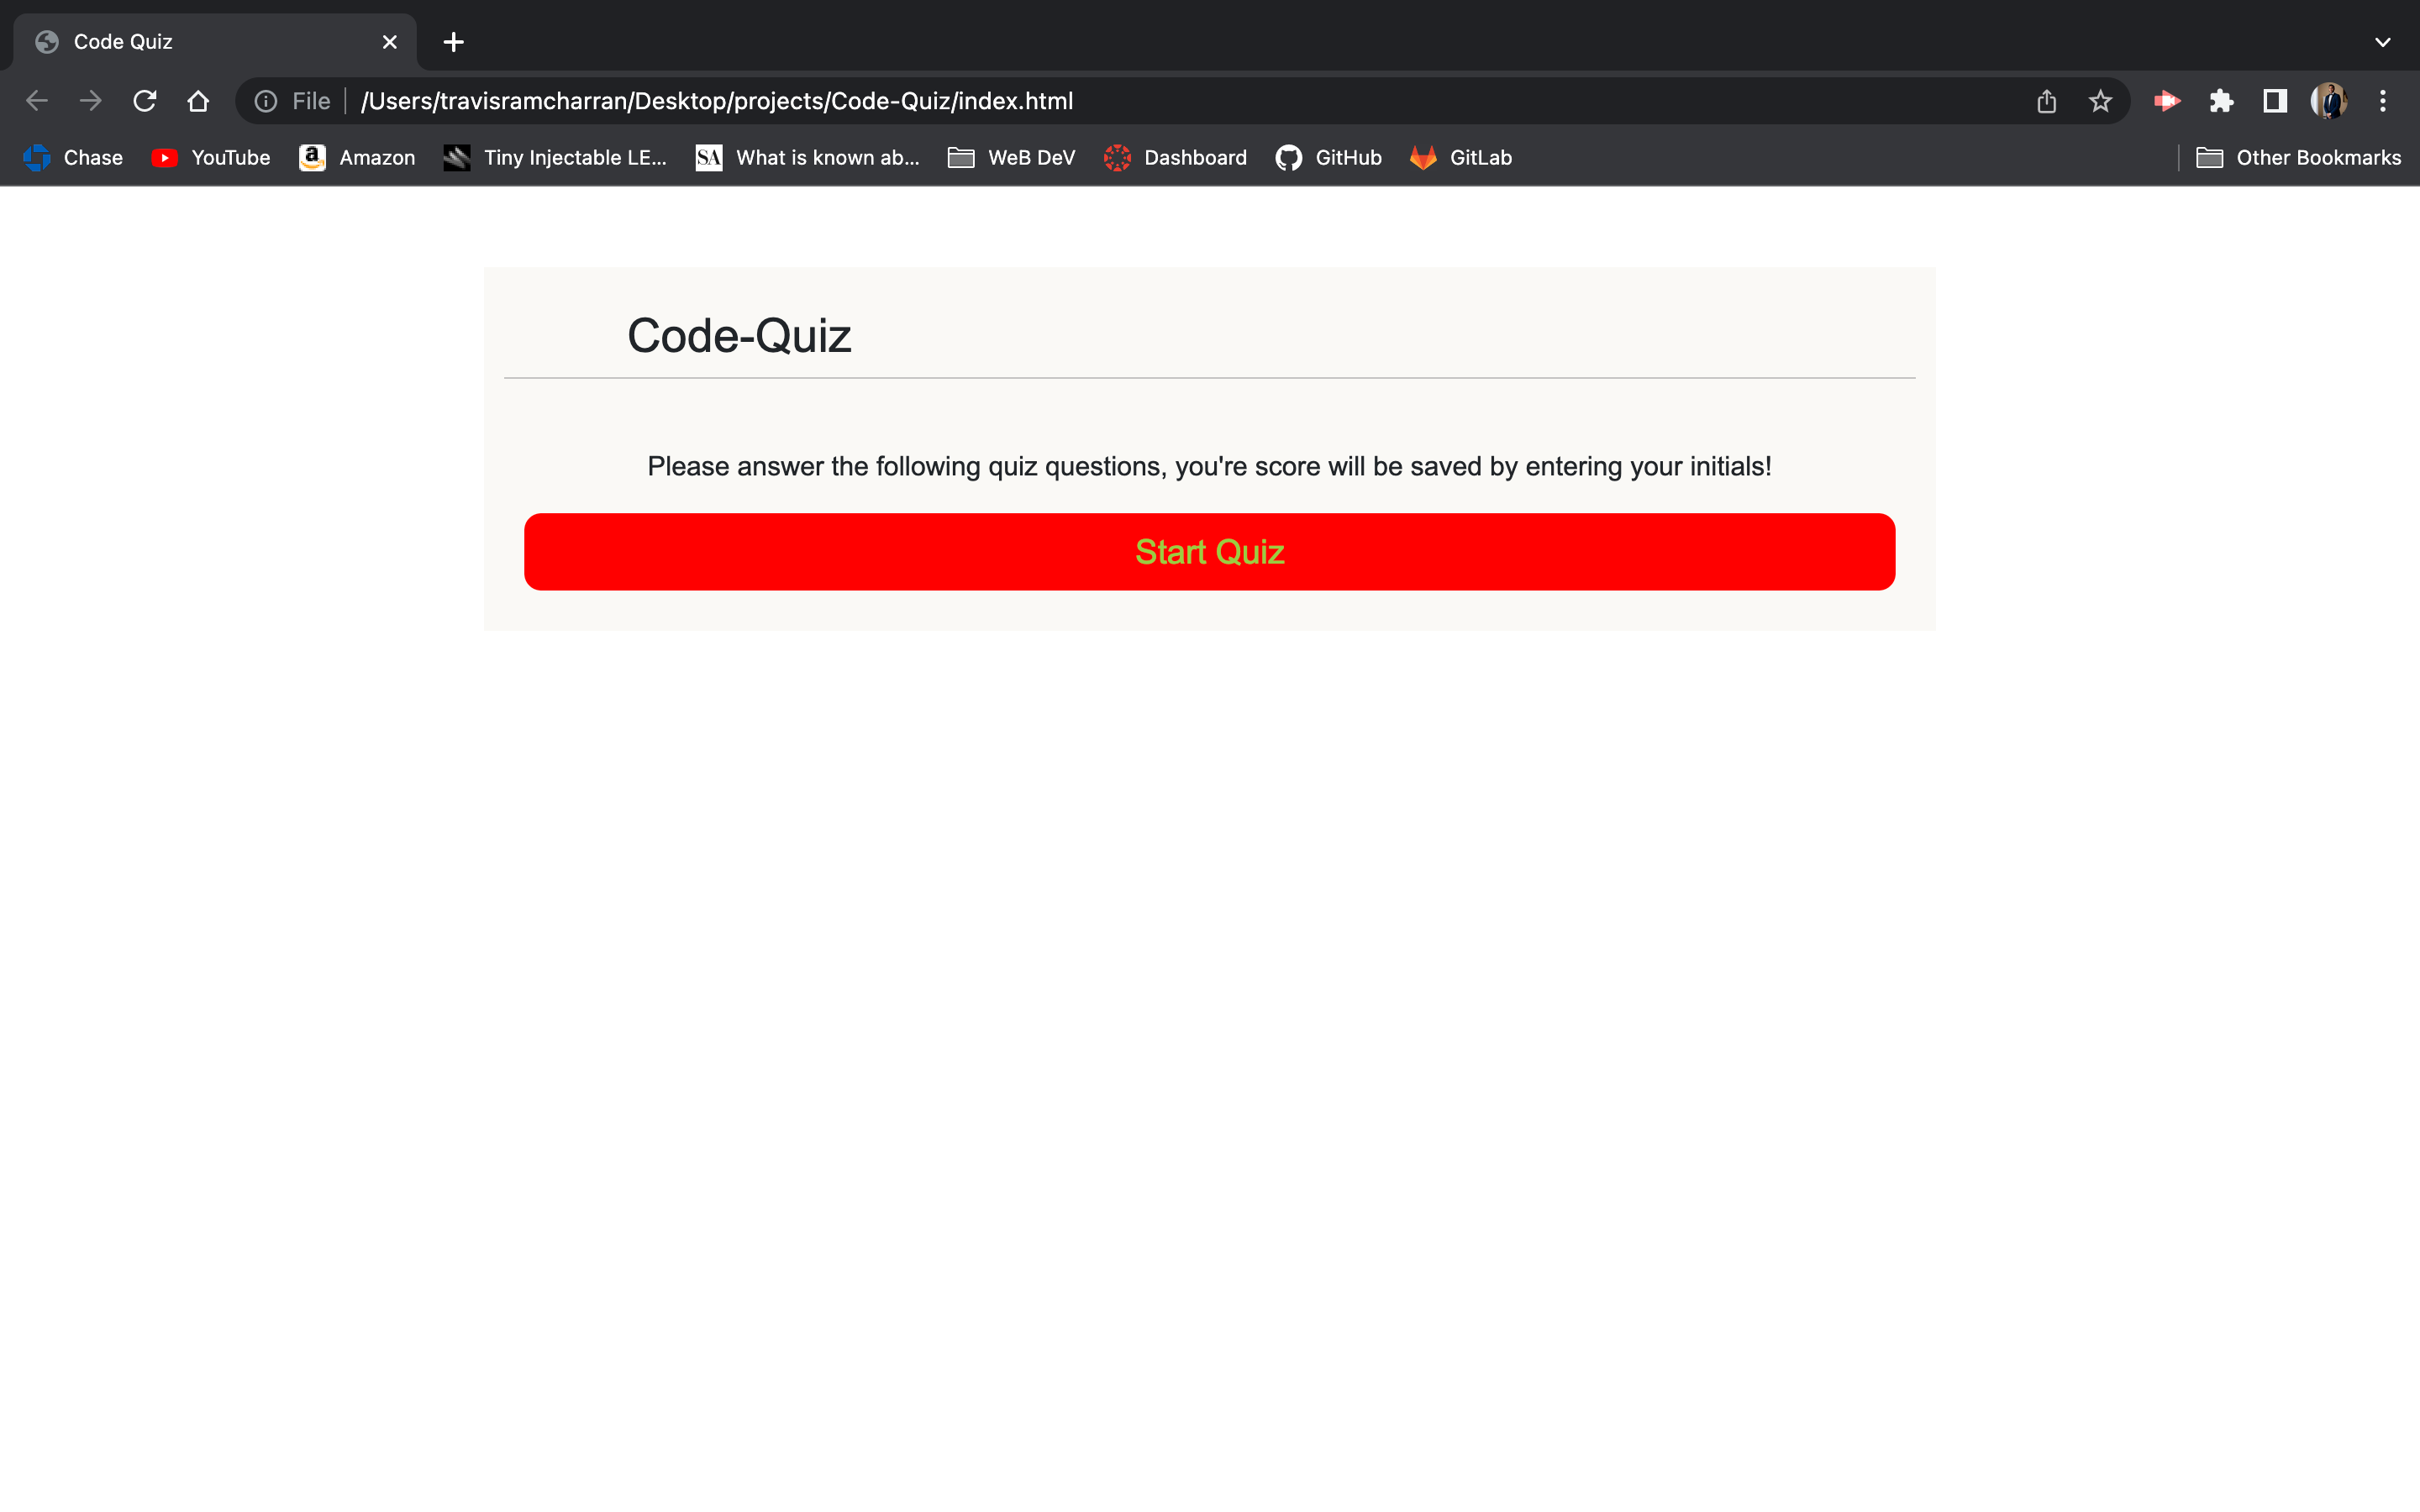 Code Quiz
File /Users/travisramcharran/Desktop/projects/Code-Quiz/index.html
Chase YouTube Amazon Tiny Injectable LE... SA What is known ab... WeB DeV Dashboard GitHub GitLab Other Bookmarks
Code-Quiz
Please answer the following quiz questions, you're score will be saved by entering your initials!
Start Quiz